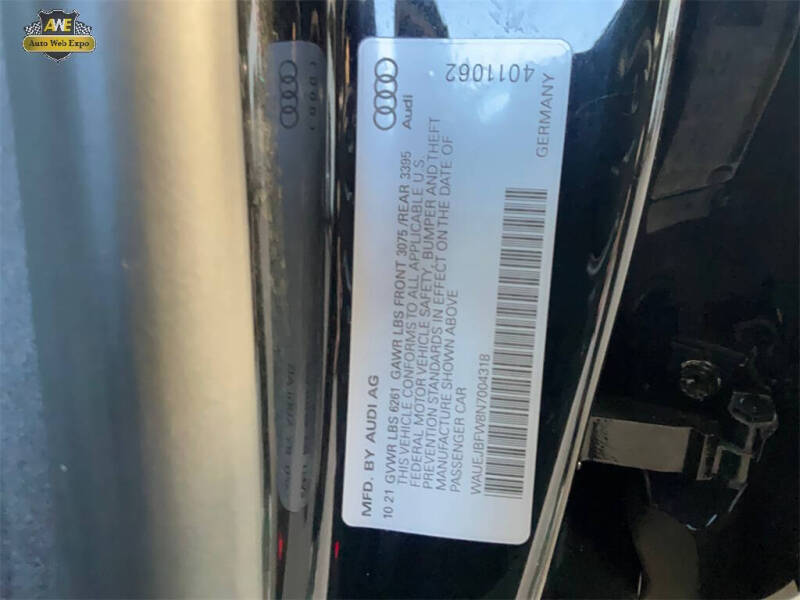 AWE
Auto Web Expo
MFD. BY AUDI AG
Audi
4011062
10 21 GVWR LBS 6261 GAWR LBS FRONT 3075 /REAR 3395
THIS VEHICLE CONFORMS TO ALL APPLICABLE U.S.
FEDERAL MOTOR VEHICLE SAFETY, BUMPER AND THEFT
PREVENTION STANDARDS IN EFFECT ON THE DATE OF
MANUFACTURE SHOWN ABOVE
PASSENGER CAR
WAUEJBFW8N7004318
GERMANY